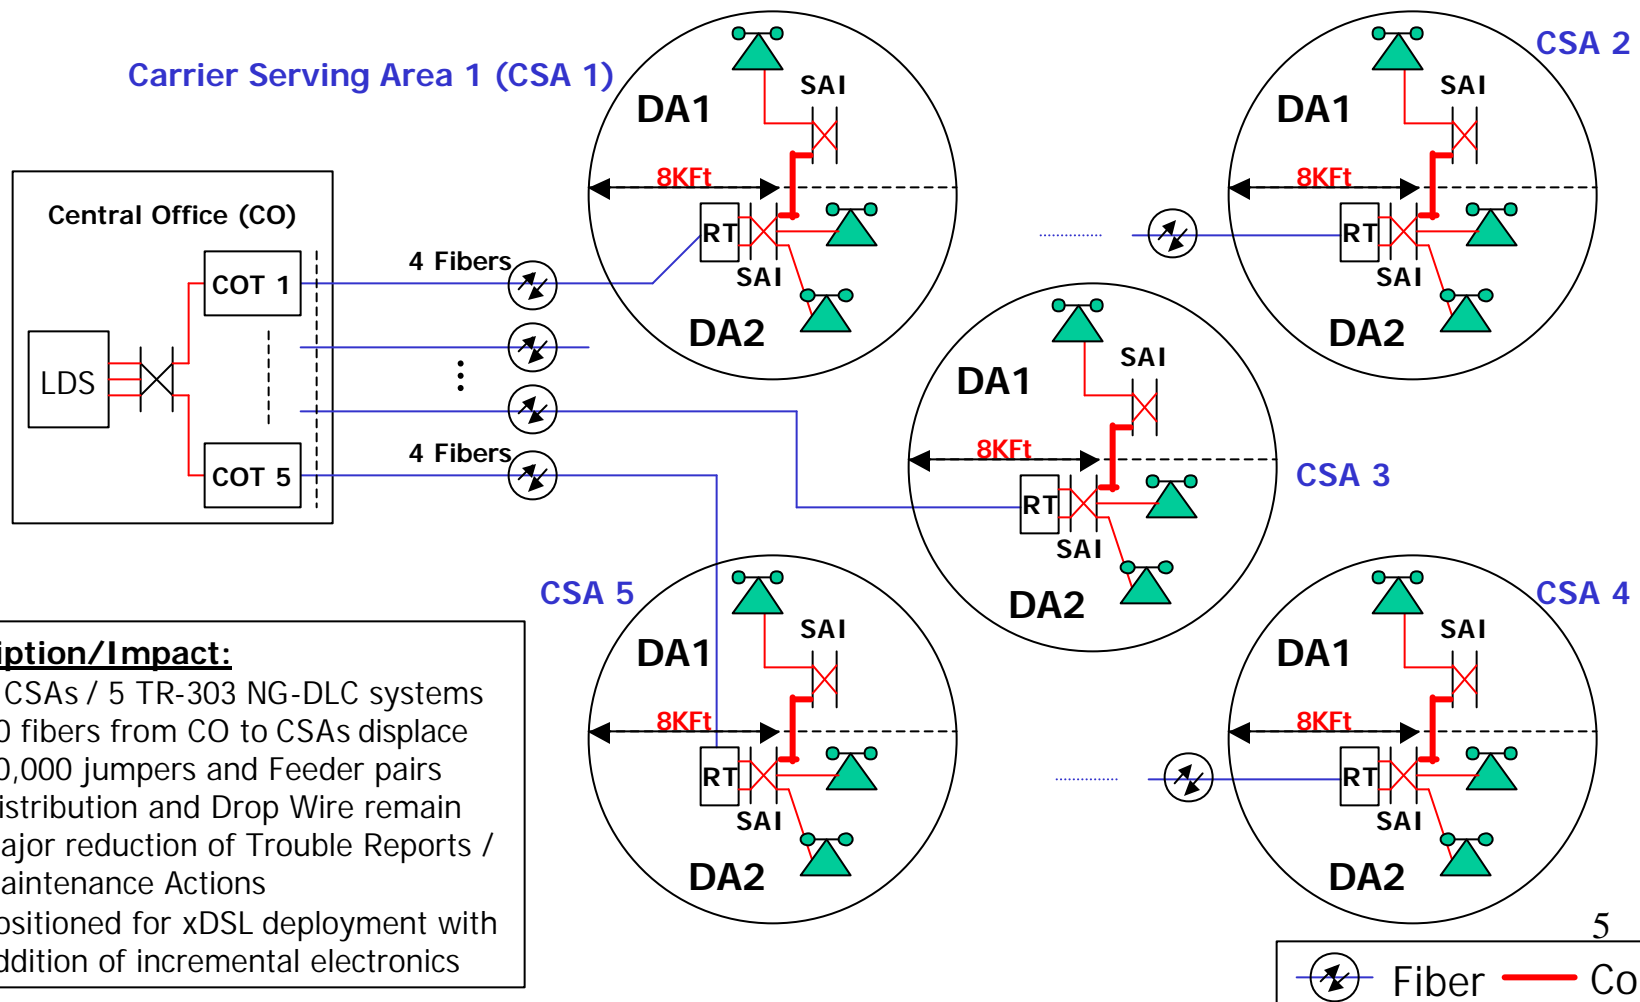 Carrier Serving Area 1 (CSA 1)
CSA 2
DA1
SAI
8KFt
RT
SAI
DA2
DA1
SAI
8KFt
RT
SAI
DA2
Central Office (CO)
COT 1
LDS
COT 5
4 Fibers
4 Fibers
DA1
SAI
8KFt
RT
SAI
DA2
CSA 3
CSA 5
DA1
SAI
8KFt
RT
SAI
DA2
CSA 4
DA1
SAI
8KFt
RT
SAI
DA2
iption/Impact:
CSAs / 5 TR-303 NG-DLC systems
0 fibers from CO to CSAs displace
0,000 jumpers and Feeder pairs
istribution and Drop Wire remain
ajor reduction of Trouble Reports /
aintenance Actions
ositioned for xDSL deployment with
ddition of incremental electronics
5
Fiber Co